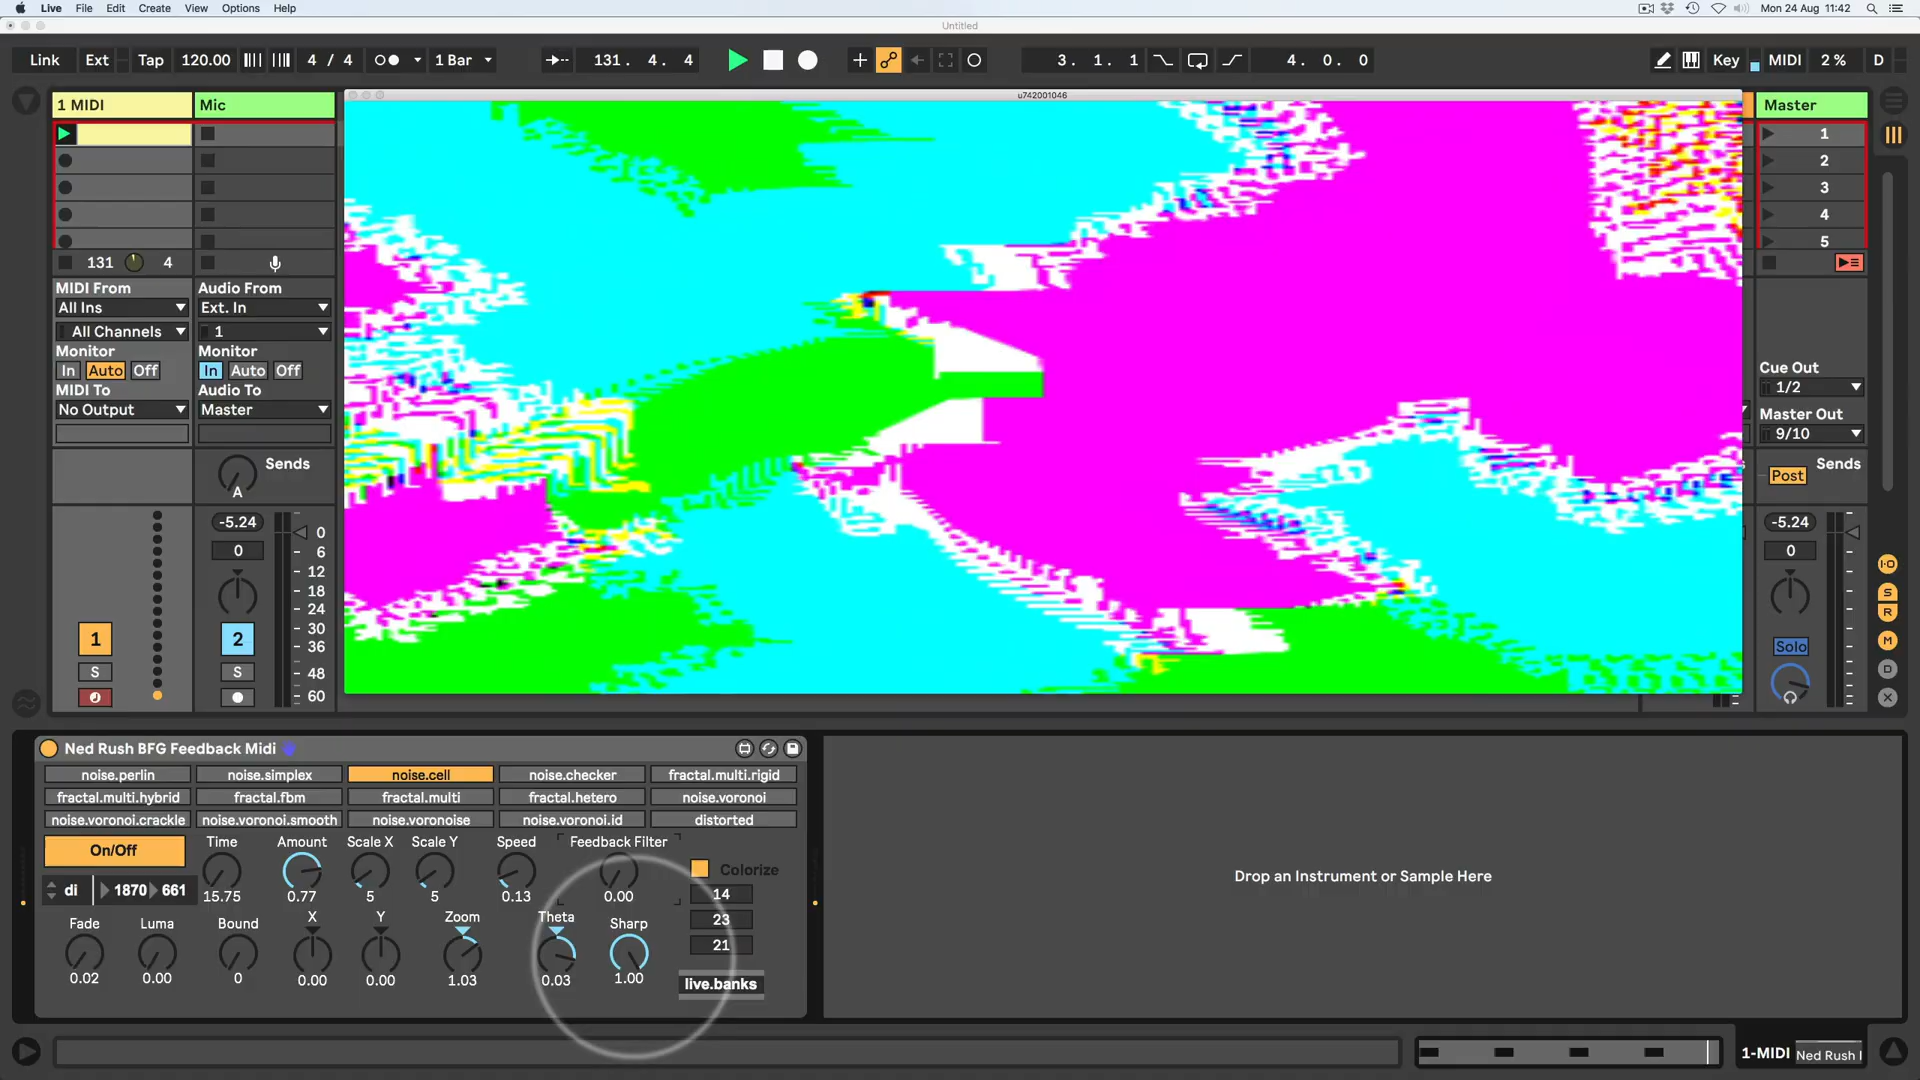 Live File Edit Create View Options Help
Mon 24 Aug 11:42
Untitled
Link Ext Tap 120.00 4 / 4 1 Bar 131. 4. 4 3. 1. 1 4. 0. 0 Key MIDI 2 % D
1 MIDI Mic u742001046 Master
1
2
3
4
5
131 4
MIDI From Audio From
All Ins Ext. In
All Channels 1
Monitor Monitor
In Auto Off In Auto Off
Cue Out
MIDI To Audio To
1/2
No Output Master
Master Out
9/10
Sends Sends
A Post
-5.24 0 -5.24
0 6 0
12
18
24
30
1 2 36 Solo
S S 48
60
I·O
S
R
M
D
Ned Rush BFG Feedback Midi
noise.perlin noise.simplex noise.cell noise.checker fractal.multi.rigid
fractal.multi.hybrid fractal.fbm fractal.multi fractal.hetero noise.voronoi
noise.voronoi.crackle noise.voronoi.smooth noise.voronoise noise.voronoi.id distorted
On/Off Time Amount Scale X Scale Y Speed Feedback Filter Colorize
di 1870 661 15.75 0.77 5 5 0.13 0.00 14
Fade Luma Bound X Y Zoom Theta Sharp 23
21
0.02 0.00 0 0.00 0.00 1.03 0.03 1.00 live.banks
Drop an Instrument or Sample Here
1-MIDI Ned Rush